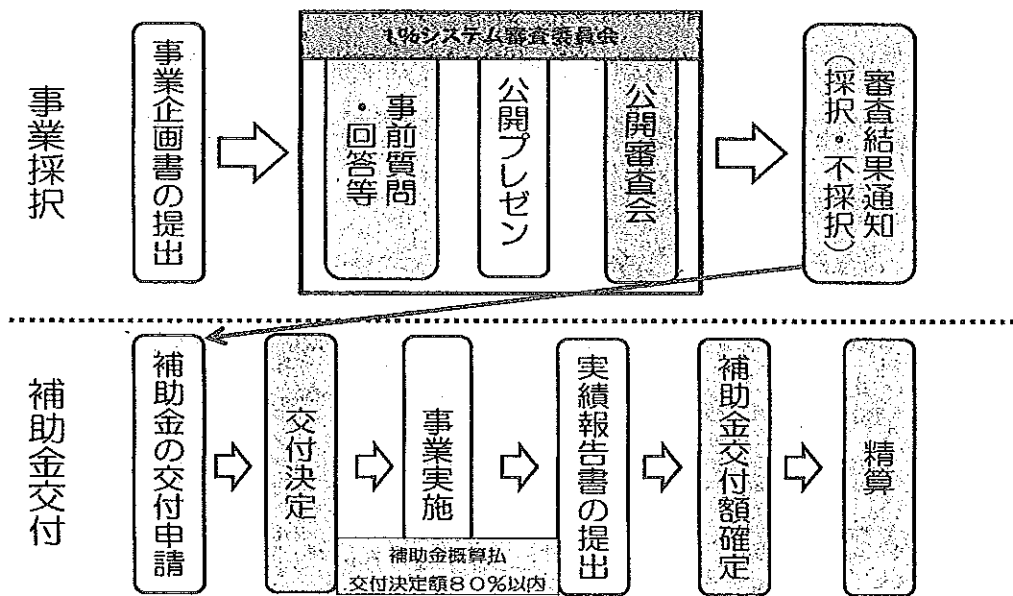 事業採択
事業企画書の提出
1%システム審査委員会
事前質問
・回答等
公開プレゼン
公開審査会
審査結果通知
(採択・不採択)
補助金交付
補助金の交付申請
交付決定
事業実施
補助金概算払
交付決定額80%以内
実績報告書の提出
補助金交付額確定
精算